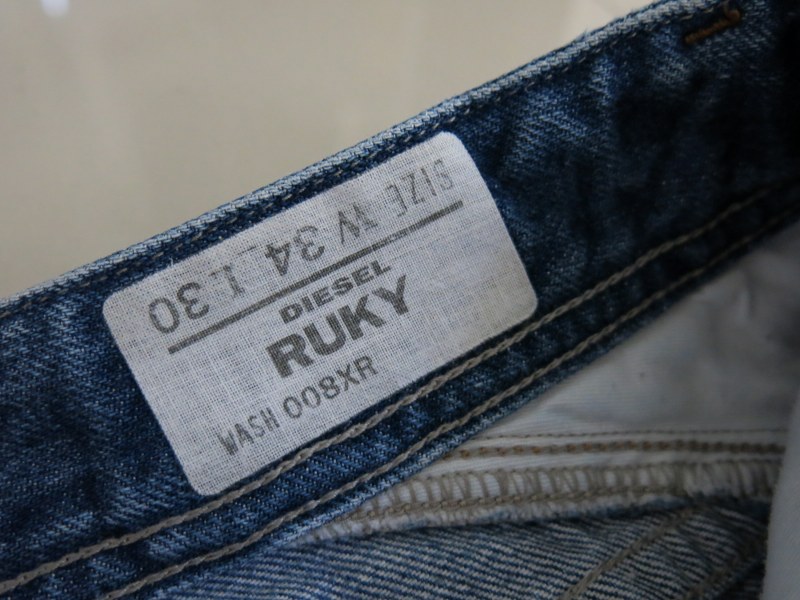 SIZE W 34 L 30
DIESEL
RUKY
WASH 008XR